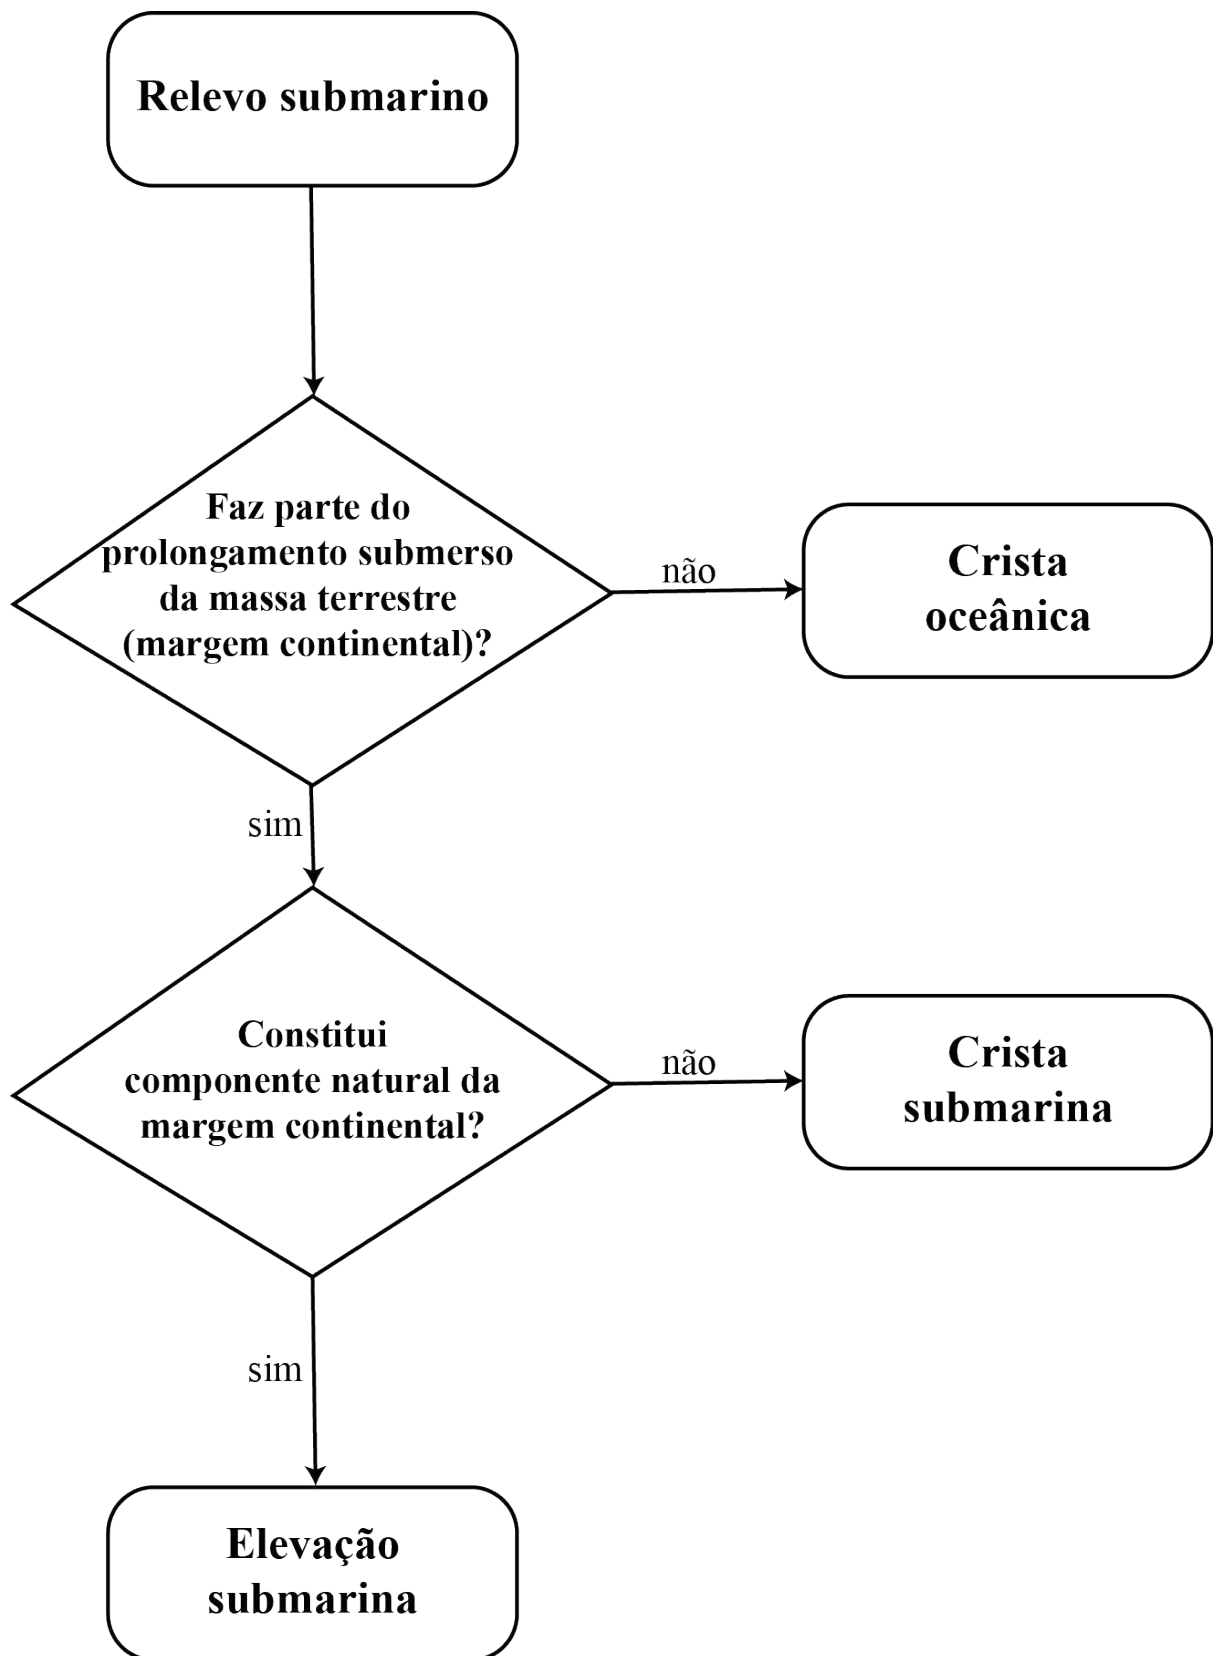 Relevo submarino
Faz parte do
prolongamento submerso
da massa terrestre
(margem continental)?
não
Crista
oceânica
sim
Constitui
componente natural da
margem continental?
não
Crista
submarina
sim
Elevação
submarina